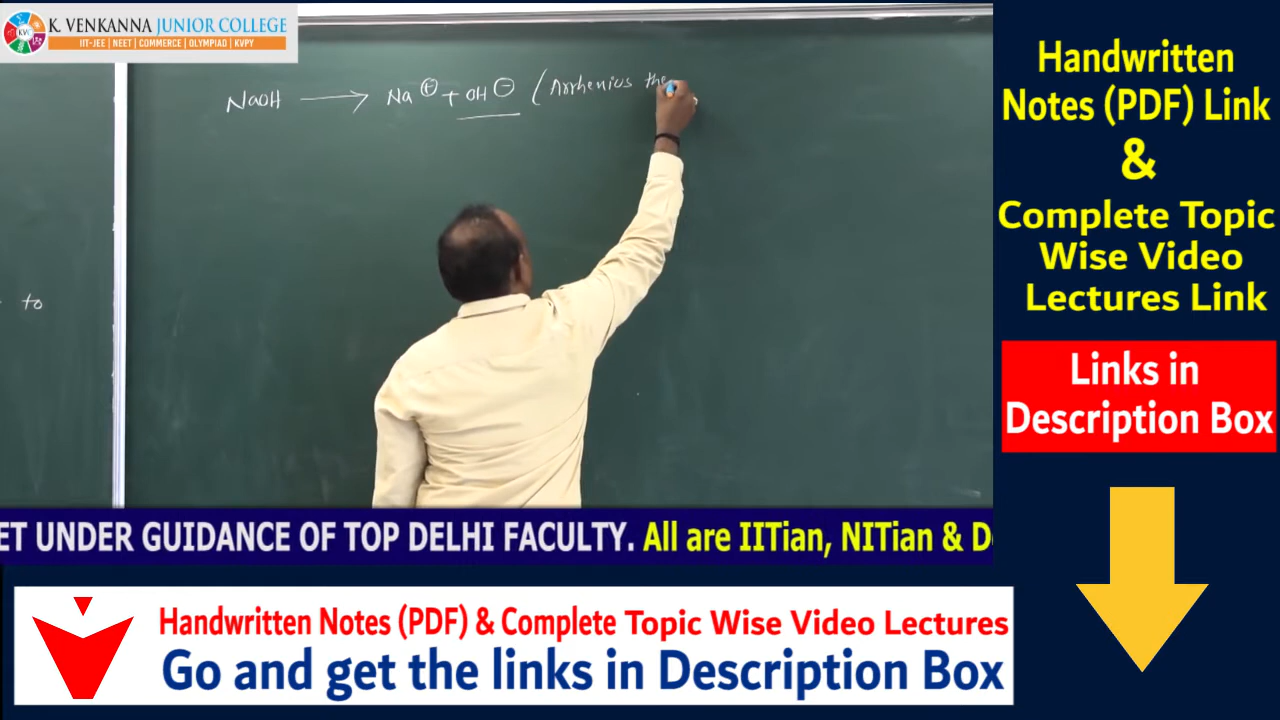 K. VENKANNA JUNIOR COLLEGE
IIT-JEE | NEET | COMMERCE | OLYMPIAD | KVPY
NaOH ⟶ Na⊕ + OH⊖ (Arrhenius the
to
ET UNDER GUIDANCE OF TOP DELHI FACULTY. All are IITian, NITian & D
Handwritten Notes (PDF) & Complete Topic Wise Video Lectures
Go and get the links in Description Box
Handwritten
Notes (PDF) Link
&
Complete Topic
Wise Video
Lectures Link
Links in
Description Box